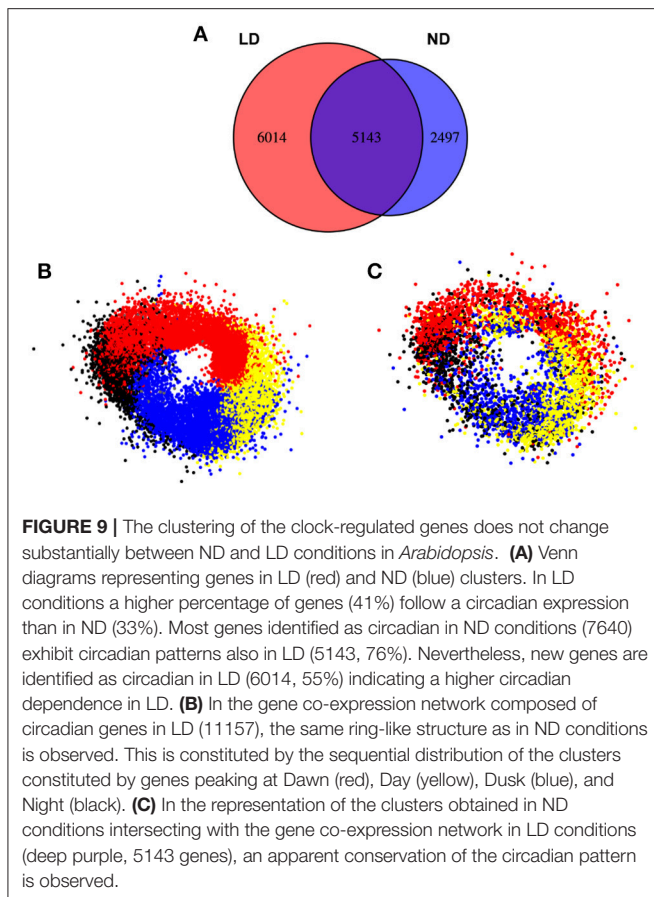 A
LD
ND
6014
5143
2497
B
C
FIGURE 9 | The clustering of the clock-regulated genes does not change
substantially between ND and LD conditions in Arabidopsis. (A) Venn
diagrams representing genes in LD (red) and ND (blue) clusters. In LD
conditions a higher percentage of genes (41%) follow a circadian expression
than in ND (33%). Most genes identified as circadian in ND conditions (7640)
exhibit circadian patterns also in LD (5143, 76%). Nevertheless, new genes are
identified as circadian in LD (6014, 55%) indicating a higher circadian
dependence in LD. (B) In the gene co-expression network composed of
circadian genes in LD (11157), the same ring-like structure as in ND conditions
is observed. This is constituted by the sequential distribution of the clusters
constituted by genes peaking at Dawn (red), Day (yellow), Dusk (blue), and
Night (black). (C) In the representation of the clusters obtained in ND
conditions intersecting with the gene co-expression network in LD conditions
(deep purple, 5143 genes), an apparent conservation of the circadian pattern
is observed.